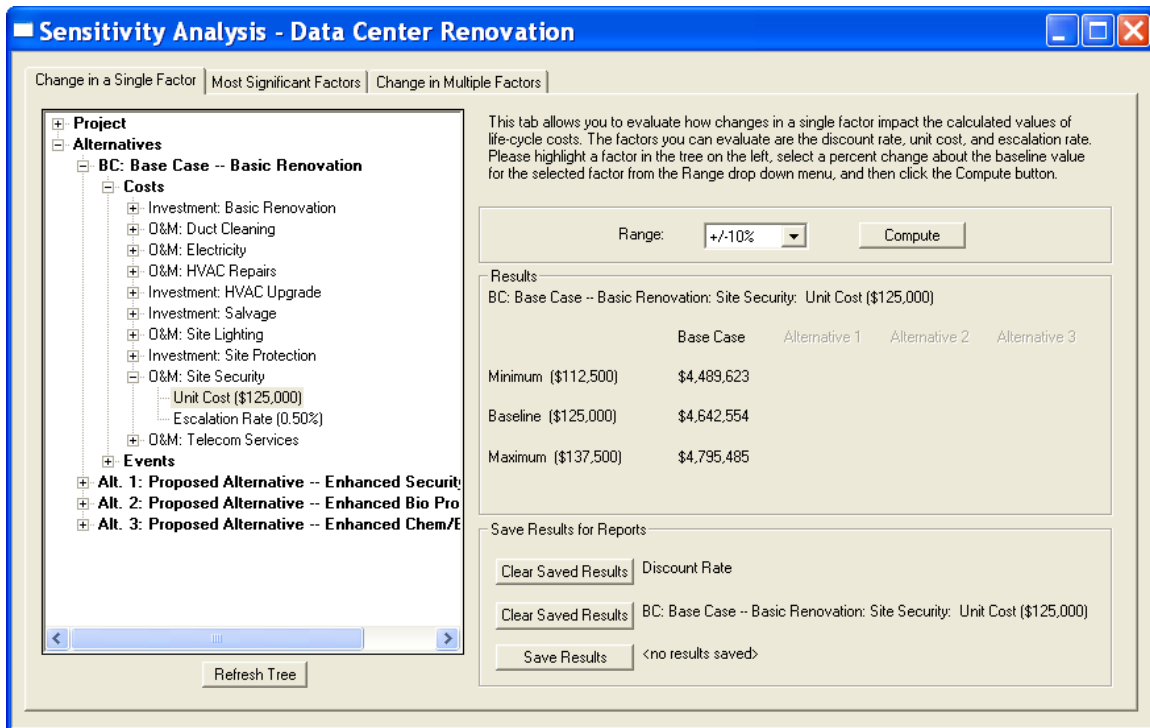 Sensitivity Analysis - Data Center Renovation
Change in a Single Factor
Most Significant Factors
Change in Multiple Factors
Project
Alternatives
BC: Base Case -- Basic Renovation
Costs
Investment: Basic Renovation
O&M: Duct Cleaning
O&M: Electricity
O&M: HVAC Repairs
Investment: HVAC Upgrade
Investment: Salvage
O&M: Site Lighting
Investment: Site Protection
O&M: Site Security
Unit Cost ($125,000)
Escalation Rate (0.50%)
O&M: Telecom Services
Events
Alt. 1: Proposed Alternative -- Enhanced Securit
Alt. 2: Proposed Alternative -- Enhanced Bio Pro
Alt. 3: Proposed Alternative -- Enhanced Chem/E
Refresh Tree
This tab allows you to evaluate how changes in a single factor impact the calculated values of
life-cycle costs. The factors you can evaluate are the discount rate, unit cost, and escalation rate.
Please highlight a factor in the tree on the left, select a percent change about the baseline value
for the selected factor from the Range drop down menu, and then click the Compute button.
Range: +/-10% Compute
Results
BC: Base Case -- Basic Renovation: Site Security: Unit Cost ($125,000)
Base Case Alternative 1 Alternative 2 Alternative 3
Minimum ($112,500) $4,489,623
Baseline ($125,000) $4,642,554
Maximum ($137,500) $4,795,485
Save Results for Reports
Clear Saved Results Discount Rate
Clear Saved Results BC: Base Case -- Basic Renovation: Site Security: Unit Cost ($125,000)
Save Results <no results saved>